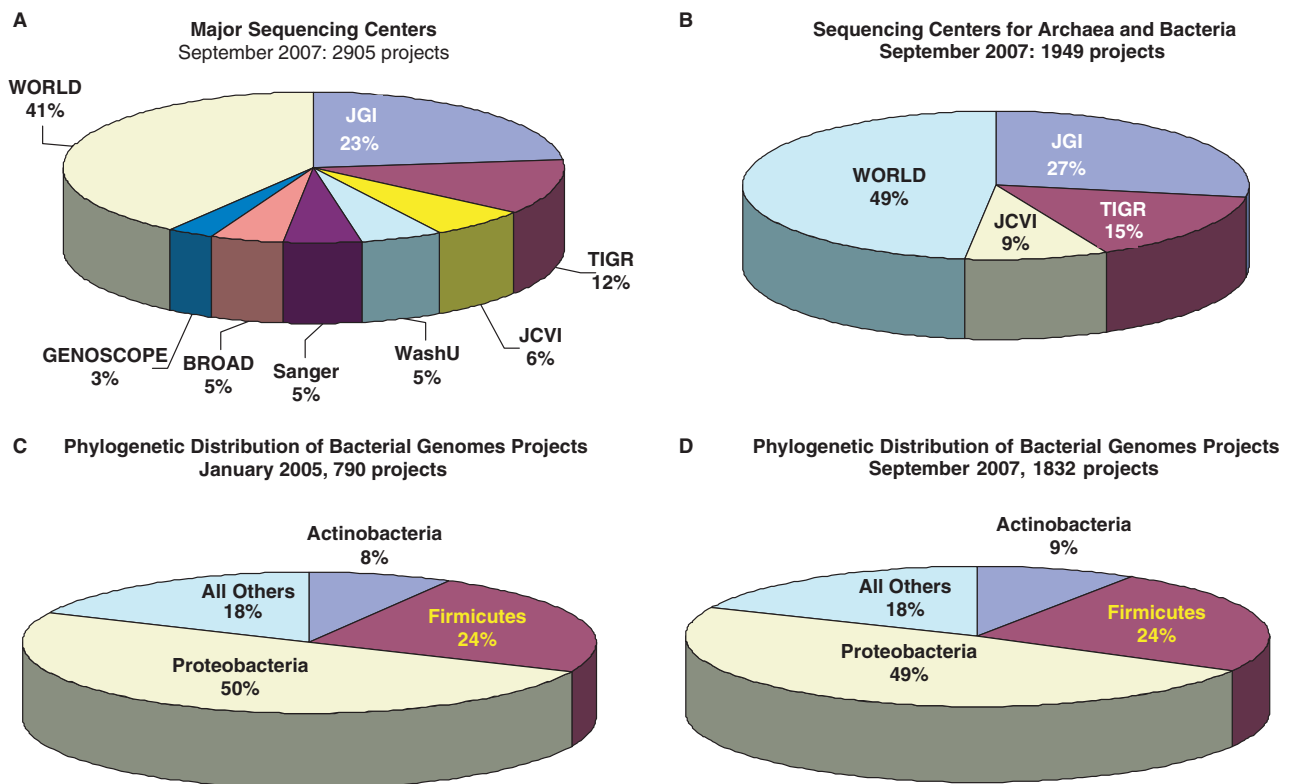 A
Major Sequencing Centers
September 2007: 2905 projects
WORLD
41%
JGI
23%
TIGR
12%
JCVI
6%
WashU
5%
Sanger
5%
BROAD
5%
GENOSCOPE
3%
B
Sequencing Centers for Archaea and Bacteria
September 2007: 1949 projects
JGI
27%
WORLD
49%
TIGR
15%
JCVI
9%
C
Phylogenetic Distribution of Bacterial Genomes Projects
January 2005, 790 projects
Actinobacteria
8%
All Others
18%
Firmicutes
24%
Proteobacteria
50%
D
Phylogenetic Distribution of Bacterial Genomes Projects
September 2007, 1832 projects
Actinobacteria
9%
All Others
18%
Firmicutes
24%
Proteobacteria
49%